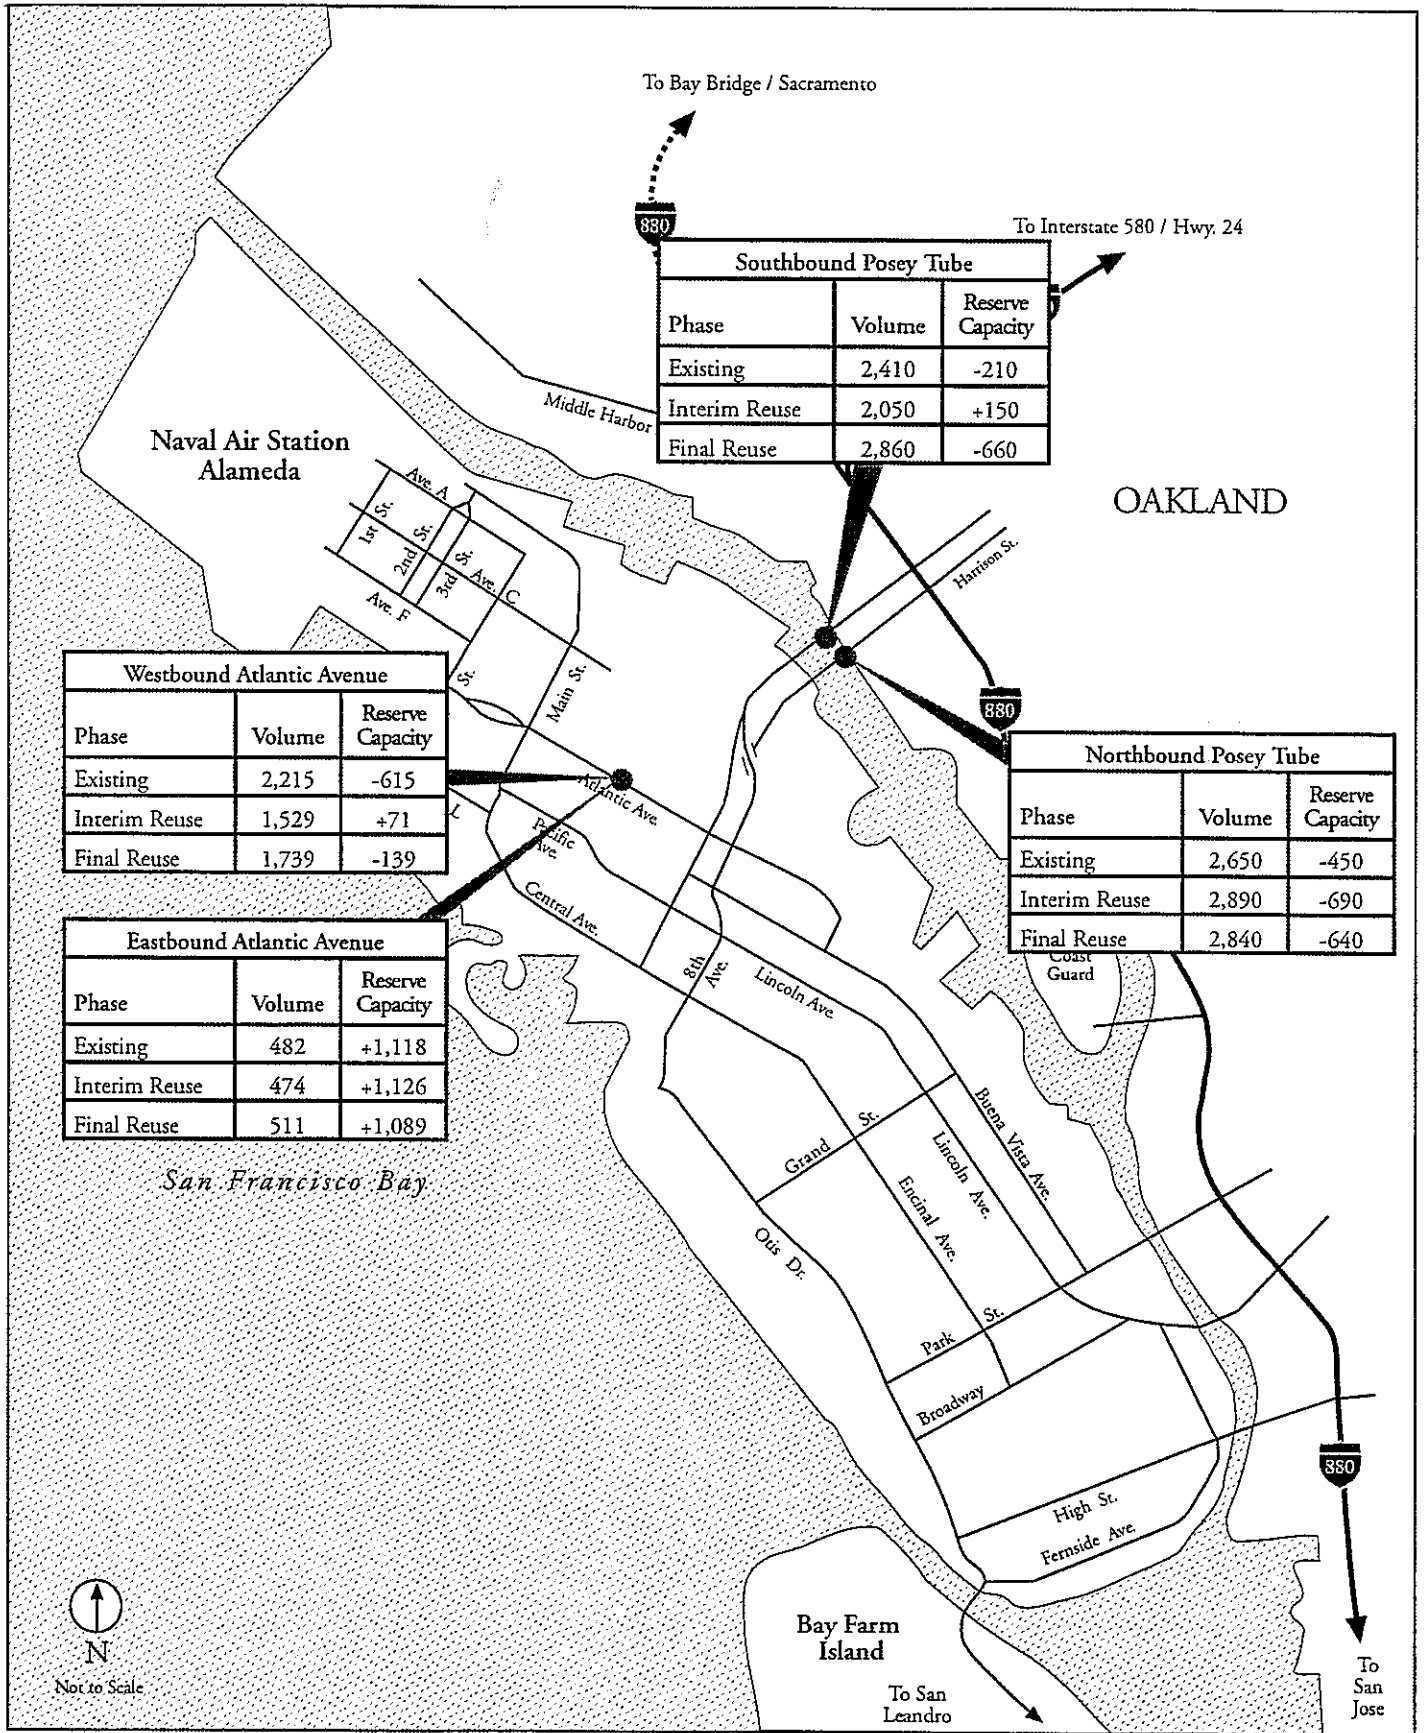 To Bay Bridge / Sacramento
880
To Interstate 580 / Hwy. 24
Southbound Posey Tube
Phase Volume Reserve Capacity
Existing 2,410 -210
Interim Reuse 2,050 +150
Final Reuse 2,860 -660
Middle Harbor
Naval Air Station
Alameda
OAKLAND
Ave. A
1st St.
2nd St.
3rd St.
Ave. C
Ave. F
Harrison St.
St.
Main St.
880
Westbound Atlantic Avenue
Phase Volume Reserve Capacity
Existing 2,215 -615
Interim Reuse 1,529 +71
Final Reuse 1,739 -139
Atlantic Ave.
Pacific
Ave.
Central Ave.
Northbound Posey Tube
Phase Volume Reserve Capacity
Existing 2,650 -450
Interim Reuse 2,890 -690
Final Reuse 2,840 -640
Coast
Guard
Eastbound Atlantic Avenue
Phase Volume Reserve Capacity
Existing 482 +1,118
Interim Reuse 474 +1,126
Final Reuse 511 +1,089
8th
Ave.
Lincoln Ave.
San Francisco Bay
Grand St.
Buena Vista Ave.
Lincoln Ave.
Encinal Ave.
Otis Dr.
Park St.
Broadway
880
High St.
Fernside Ave.
Bay Farm
Island
N
Not to Scale
To San
Leandro
To
San
Jose